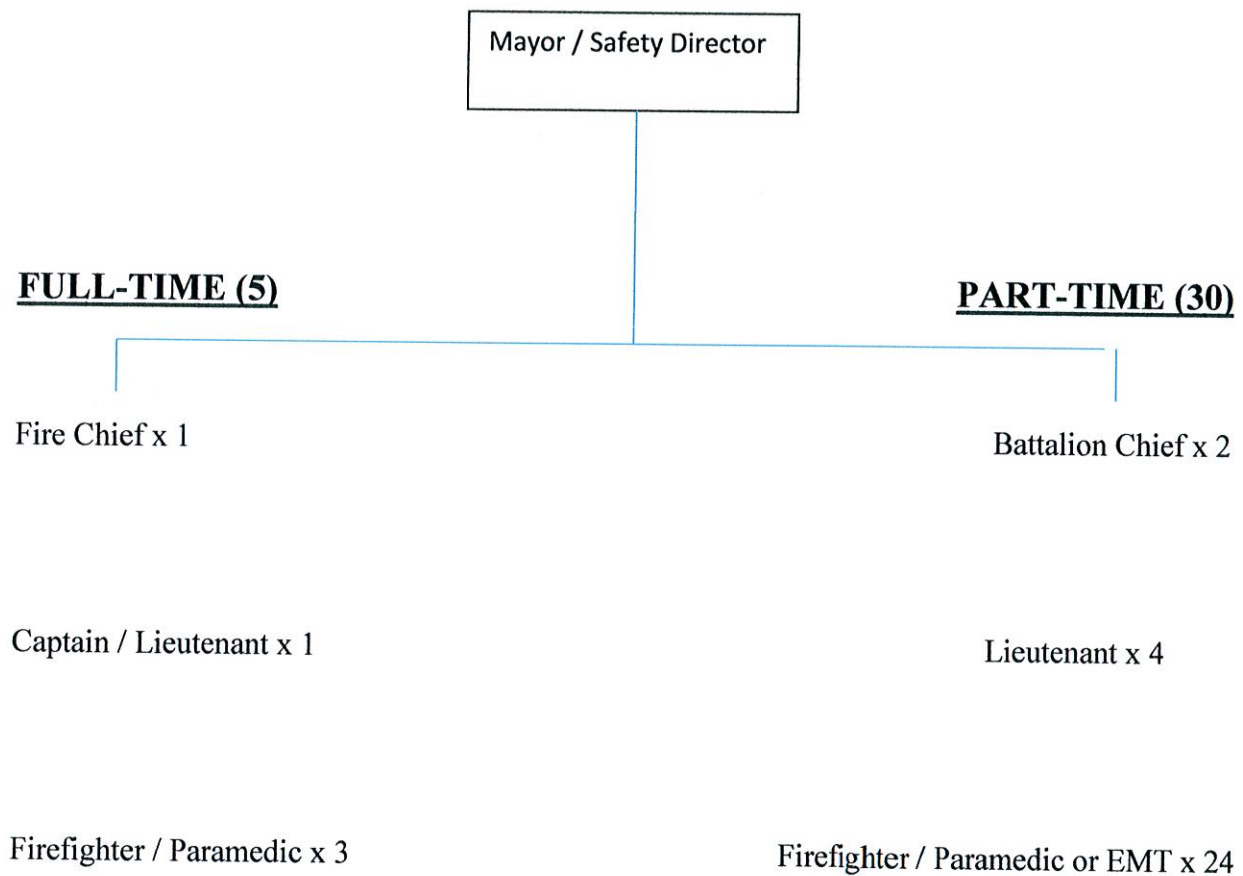 Mayor / Safety Director
FULL-TIME (5)
PART-TIME (30)
Fire Chief x 1
Battalion Chief x 2
Captain / Lieutenant x 1
Lieutenant x 4
Firefighter / Paramedic x 3
Firefighter / Paramedic or EMT x 24